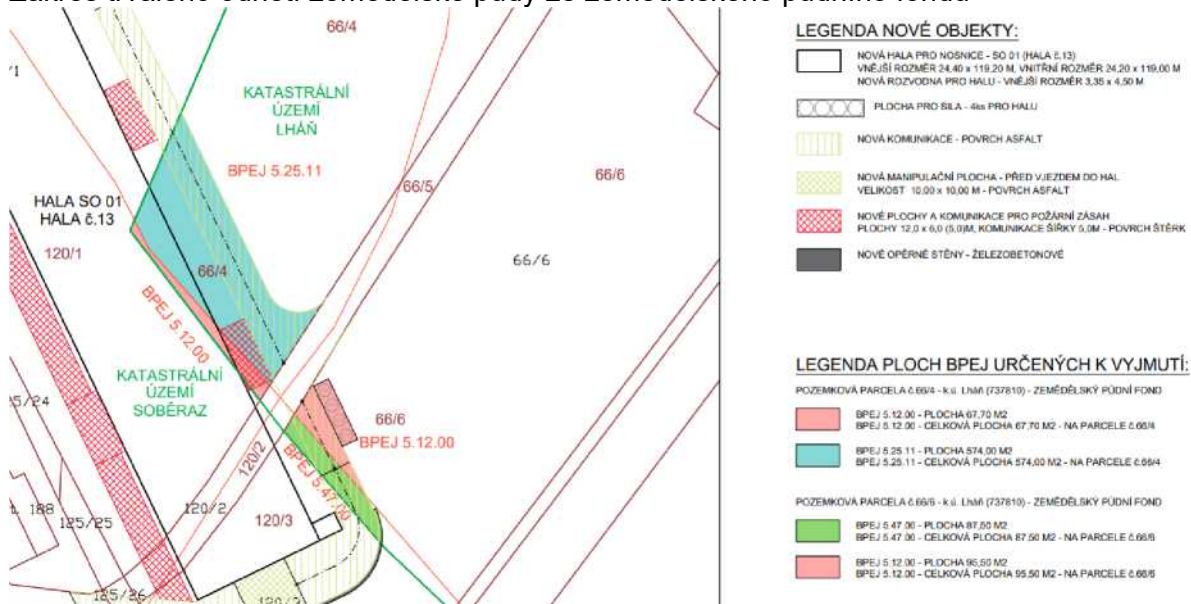 Zákres trvalého odnětí zemědělské půdy ze zemědělského půdního fondu
66/4
KATASTRÁLNÍ
ÚZEMÍ
LHÁŇ
BPEJ 5.25.11
66/5
66/6
66/6
HALA SO 01
HALA č.13
120/1
66/4
BPEJ 5.12.00
KATASTRÁLNÍ
ÚZEMÍ
SOBĚRAZ
66/6
BPEJ 5.12.00
BPEJ 5.47.00
120/2
120/2
120/3
188
125/25
125/26
120/2
LEGENDA NOVÉ OBJEKTY:
NOVÁ HALA PRO NOSNICE - SO 01 (HALA č.13)
VNĚJŠÍ ROZMĚR 24,40 x 119,20 M, VNITŘNÍ ROZMĚR 24,20 x 119,00 M
NOVÁ ROZVODNA PRO HALU - VNĚJŠÍ ROZMĚR 3,35 x 4,50 M
PLOCHA PRO SILA - 4ks PRO HALU
NOVÁ KOMUNIKACE - POVRCH ASFALT
NOVÁ MANIPULAČNÍ PLOCHA - PŘED VJEZDEM DO HAL
VELIKOST 10,00 x 10,00 M - POVRCH ASFALT
NOVÉ PLOCHY A KOMUNIKACE PRO POŽÁRNÍ ZÁSAH
PLOCHY 12,0 x 6,0 (5,0)M, KOMUNIKACE ŠÍŘKY 5,0M - POVRCH ŠTĚRK
NOVÉ OPĚRNÉ STĚNY - ŽELEZOBETONOVÉ
LEGENDA PLOCH BPEJ URČENÝCH K VYJMUTÍ:
POZEMKOVÁ PARCELA č.66/4 - k.ú. Lháň (737810) - ZEMĚDĚLSKÝ PŮDNÍ FOND
BPEJ 5.12.00 - PLOCHA 67,70 M2
BPEJ 5.12.00 - CELKOVÁ PLOCHA 67,70 M2 - NA PARCELE č.66/4
BPEJ 5.25.11 - PLOCHA 574,00 M2
BPEJ 5.25.11 - CELKOVÁ PLOCHA 574,00 M2 - NA PARCELE č.66/4
POZEMKOVÁ PARCELA č.66/6 - k.ú. Lháň (737810) - ZEMĚDĚLSKÝ PŮDNÍ FOND
BPEJ 5.47.00 - PLOCHA 87,50 M2
BPEJ 5.47.00 - CELKOVÁ PLOCHA 87,50 M2 - NA PARCELE č.66/6
BPEJ 5.12.00 - PLOCHA 95,50 M2
BPEJ 5.12.00 - CELKOVÁ PLOCHA 95,50 M2 - NA PARCELE č.66/6